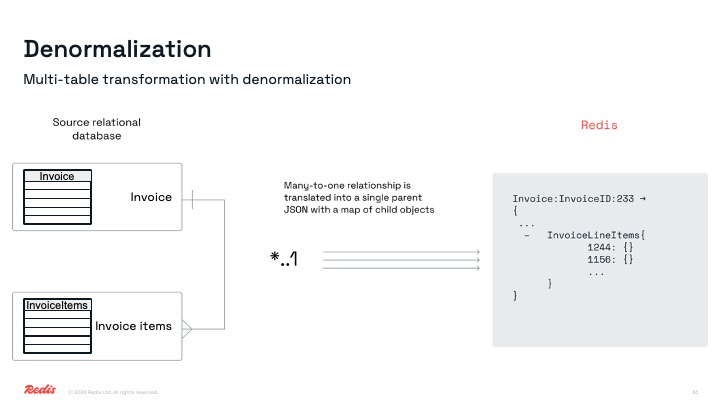 Denormalization
Multi-table transformation with denormalization
Source relational
database
Redis
Invoice
Invoice
Many-to-one relationship is
translated into a single parent
JSON with a map of child objects
*..1
Invoice:InvoiceID:233 →
{
...
– InvoiceLineItems{
1244: {}
1156: {}
...
}
}
InvoiceItems
Invoice items
Redis
© 2024 Redis Ltd. All rights reserved.